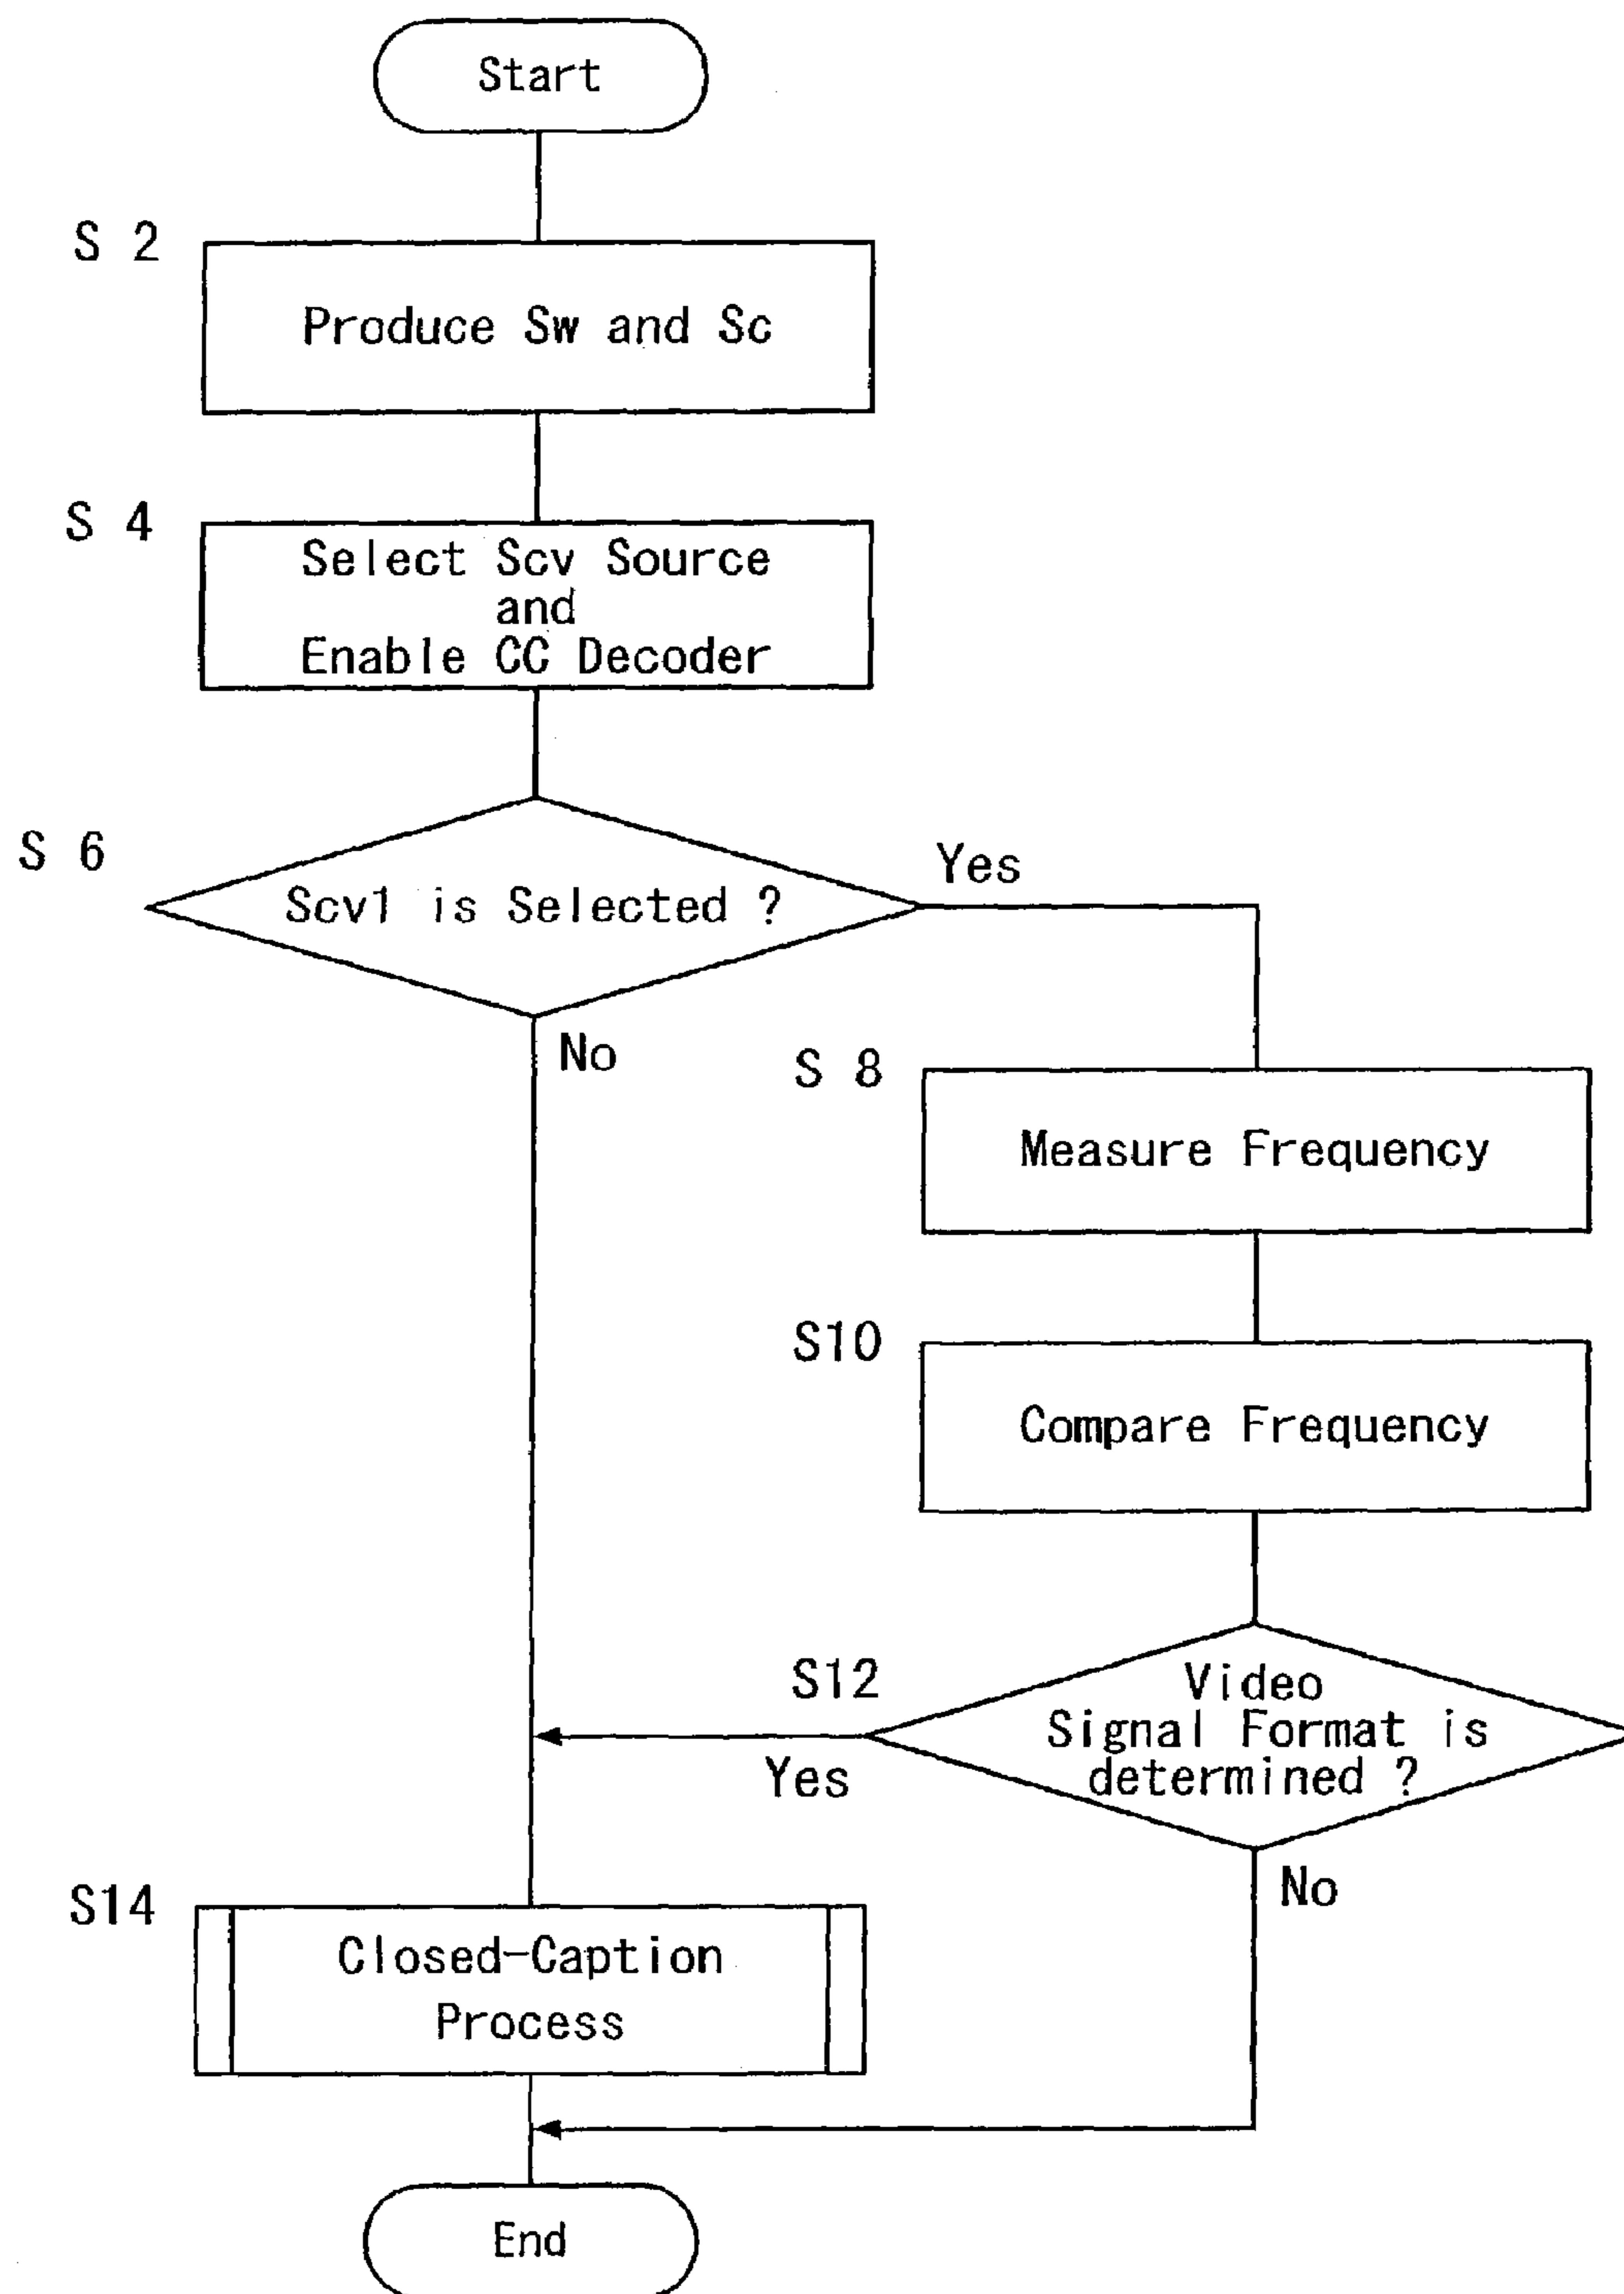 Start
S 2
Produce Sw and Sc
S 4
Select Scv Source
and
Enable CC Decoder
S 6
Scv1 is Selected ?
Yes
No
S 8
Measure Frequency
S10
Compare Frequency
S12
Video
Signal Format is
determined ?
Yes
No
S14
Closed-Caption
Process
End